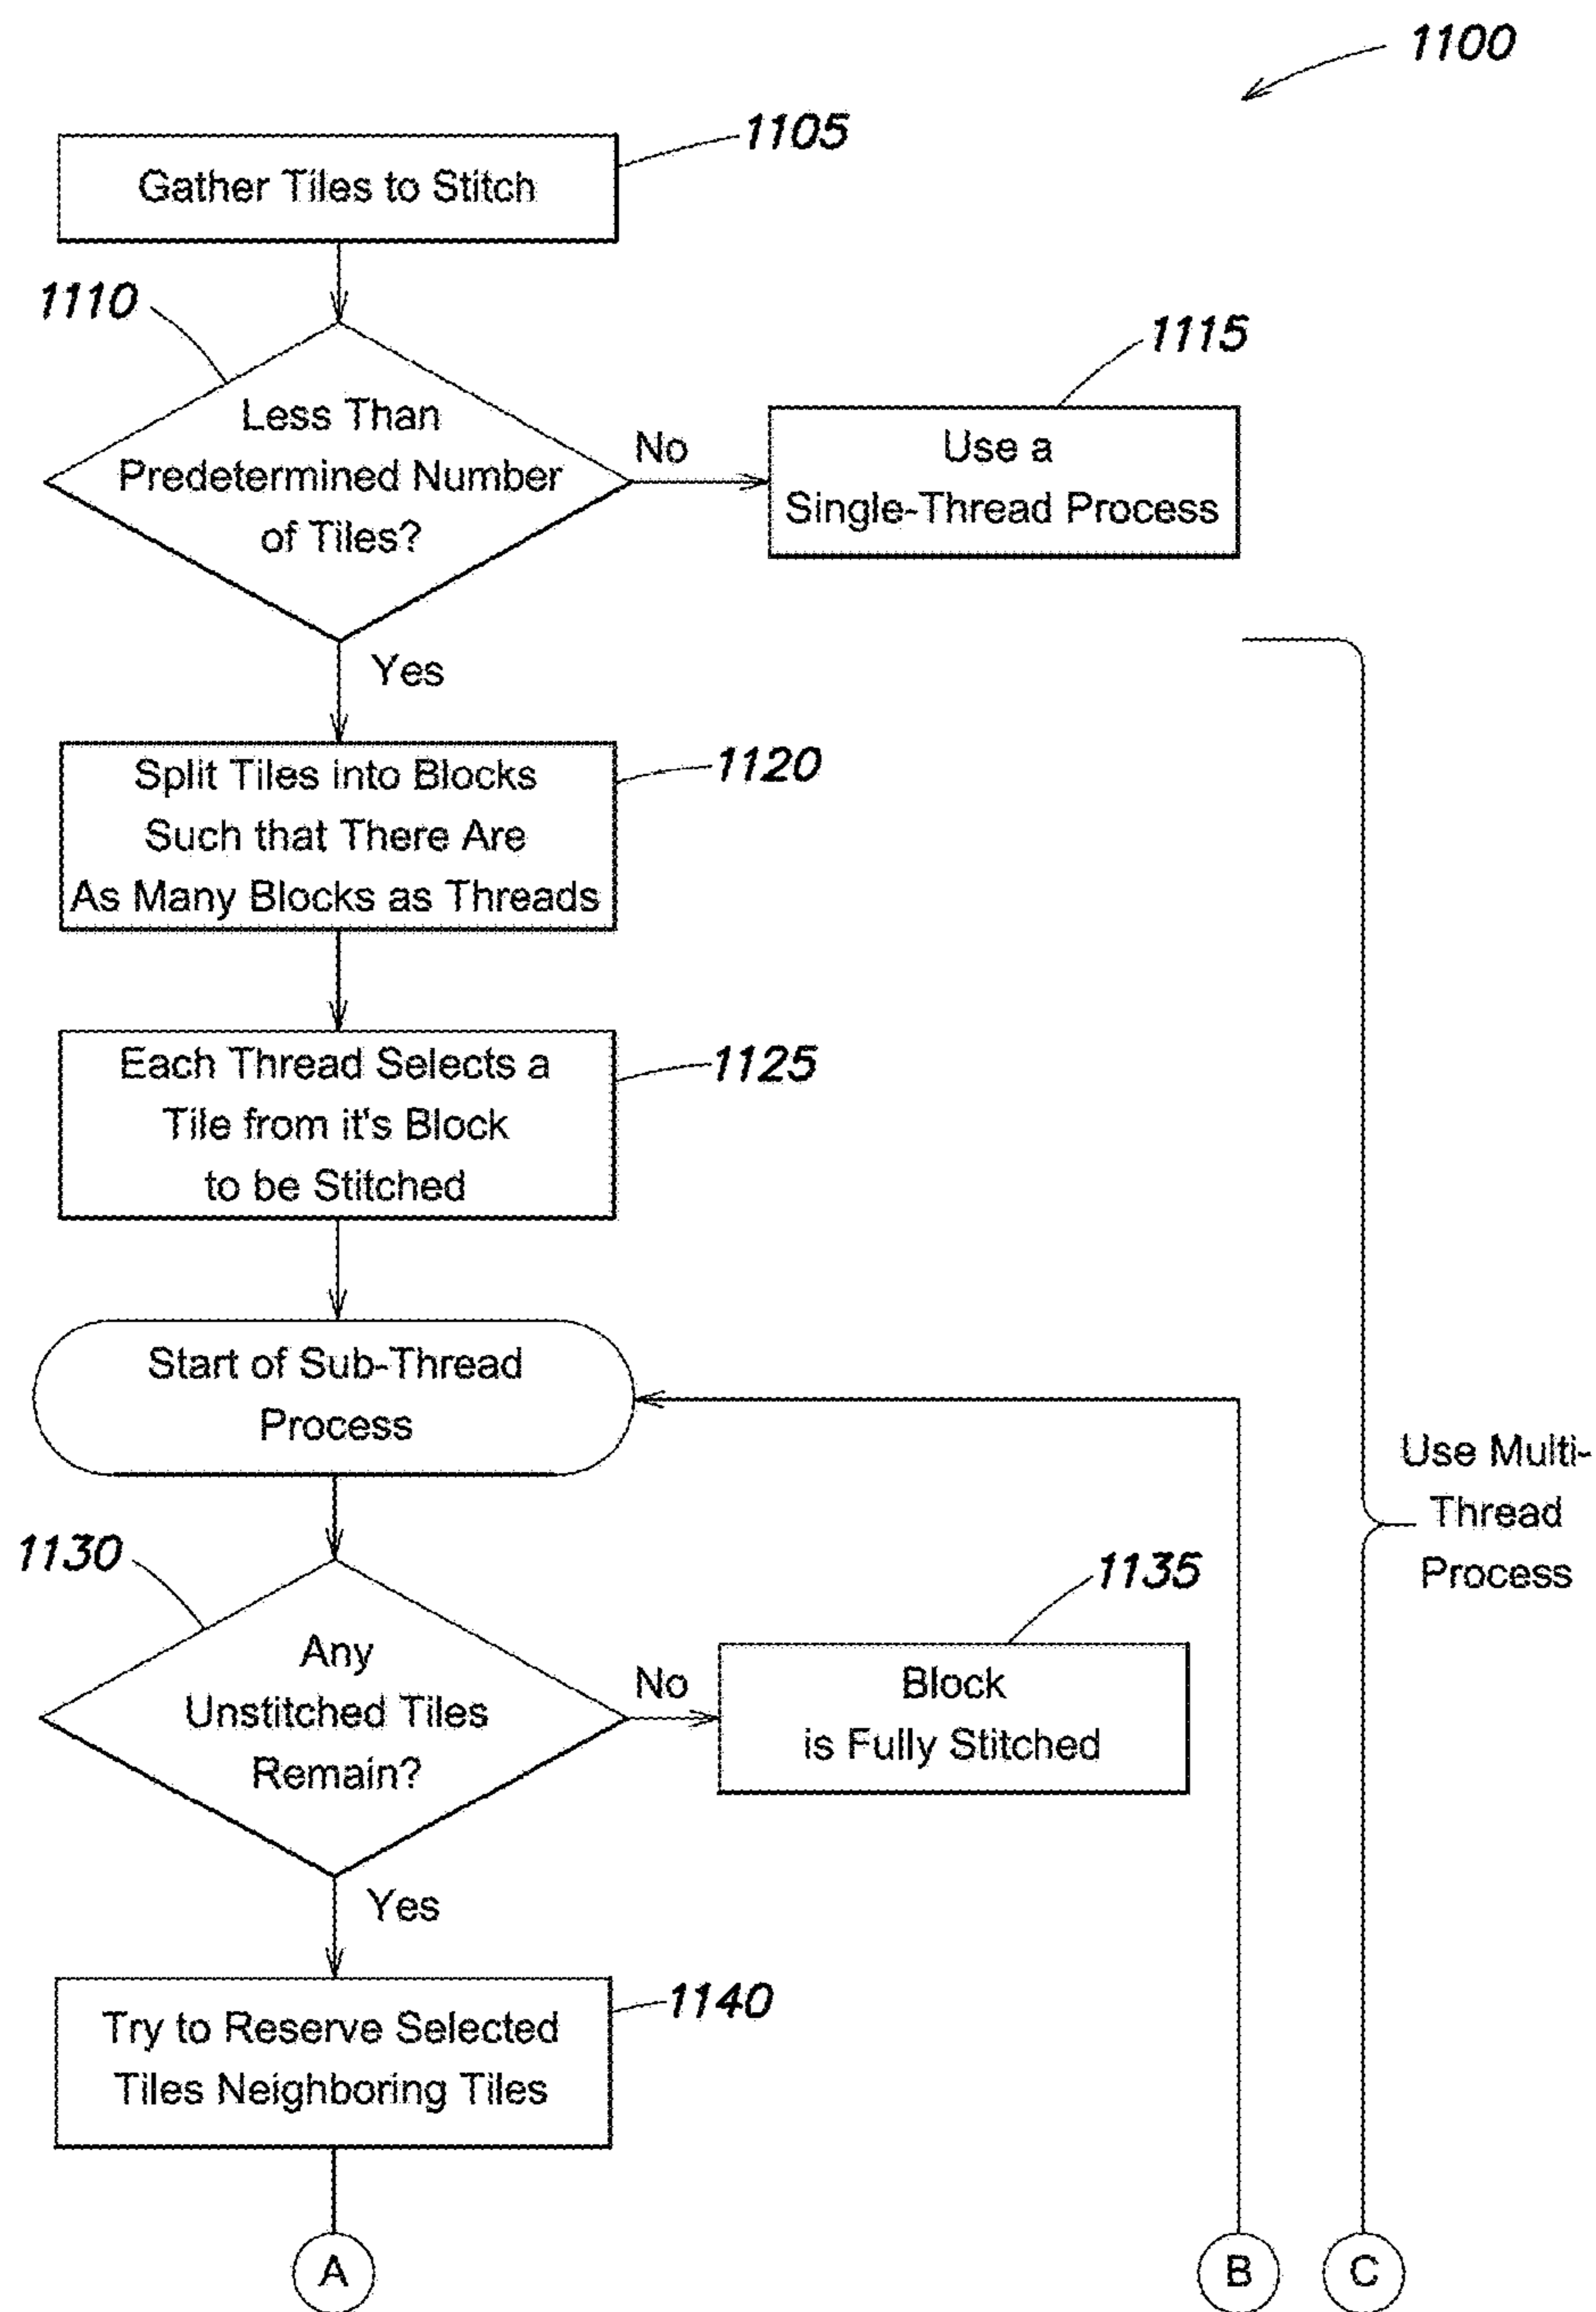 1100
1105
Gather Tiles to Stitch
1110
Less Than
Predetermined Number
of Tiles?
No
1115
Use a
Single-Thread Process
Yes
1120
Split Tiles into Blocks
Such that There Are
As Many Blocks as Threads
1125
Each Thread Selects a
Tile from it's Block
to be Stitched
Start of Sub-Thread
Process
Use Multi-
Thread
Process
1130
Any
Unstitched Tiles
Remain?
No
1135
Block
is Fully Stitched
Yes
1140
Try to Reserve Selected
Tiles Neighboring Tiles
A
B
C